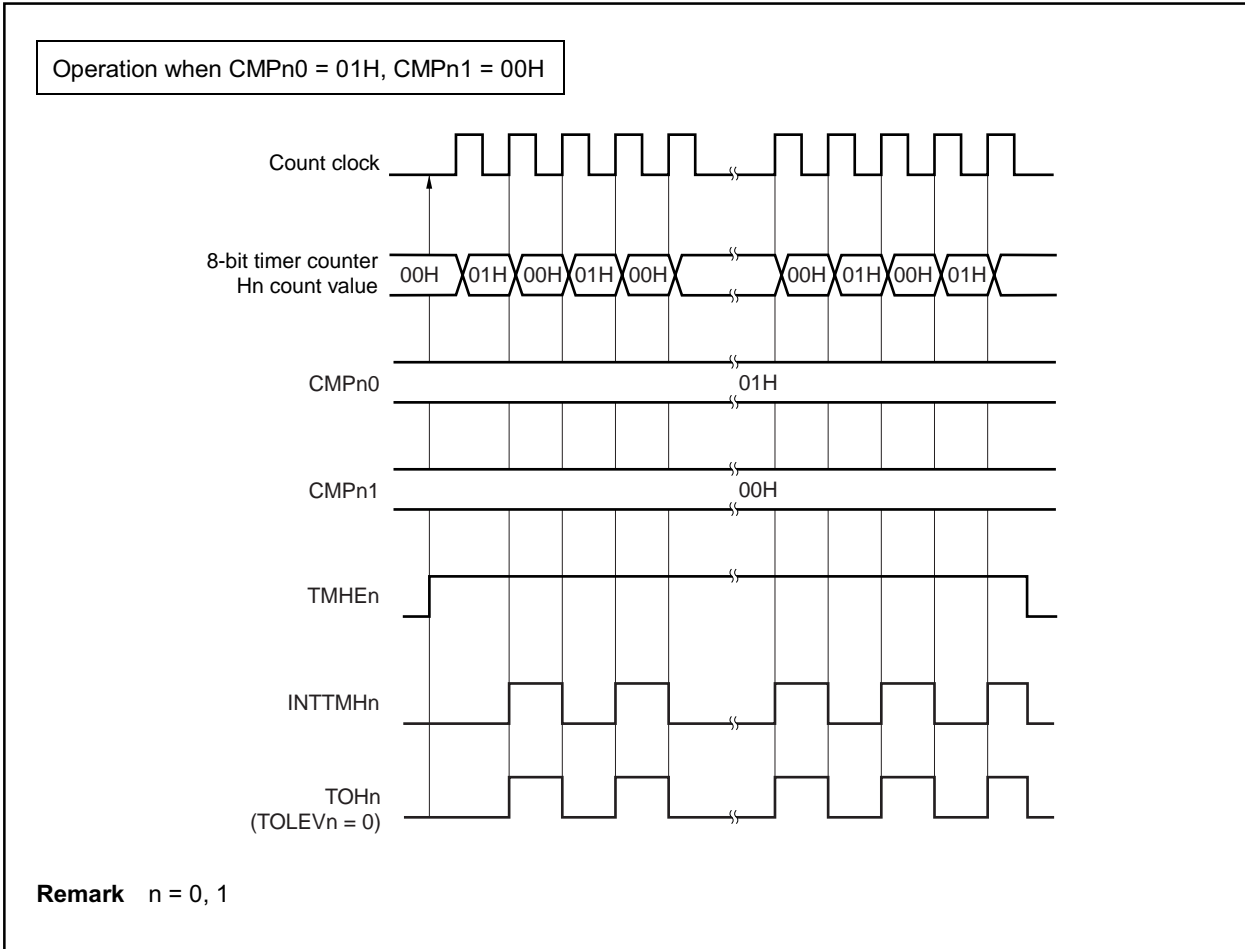 Operation when CMPn0 = 01H, CMPn1 = 00H
Count clock
8-bit timer counter
Hn count value
00H 01H 00H 01H 00H 00H 01H 00H 01H
CMPn0
01H
CMPn1
00H
TMHEn
INTTMHn
TOHn
(TOLEVn = 0)
Remark n = 0, 1